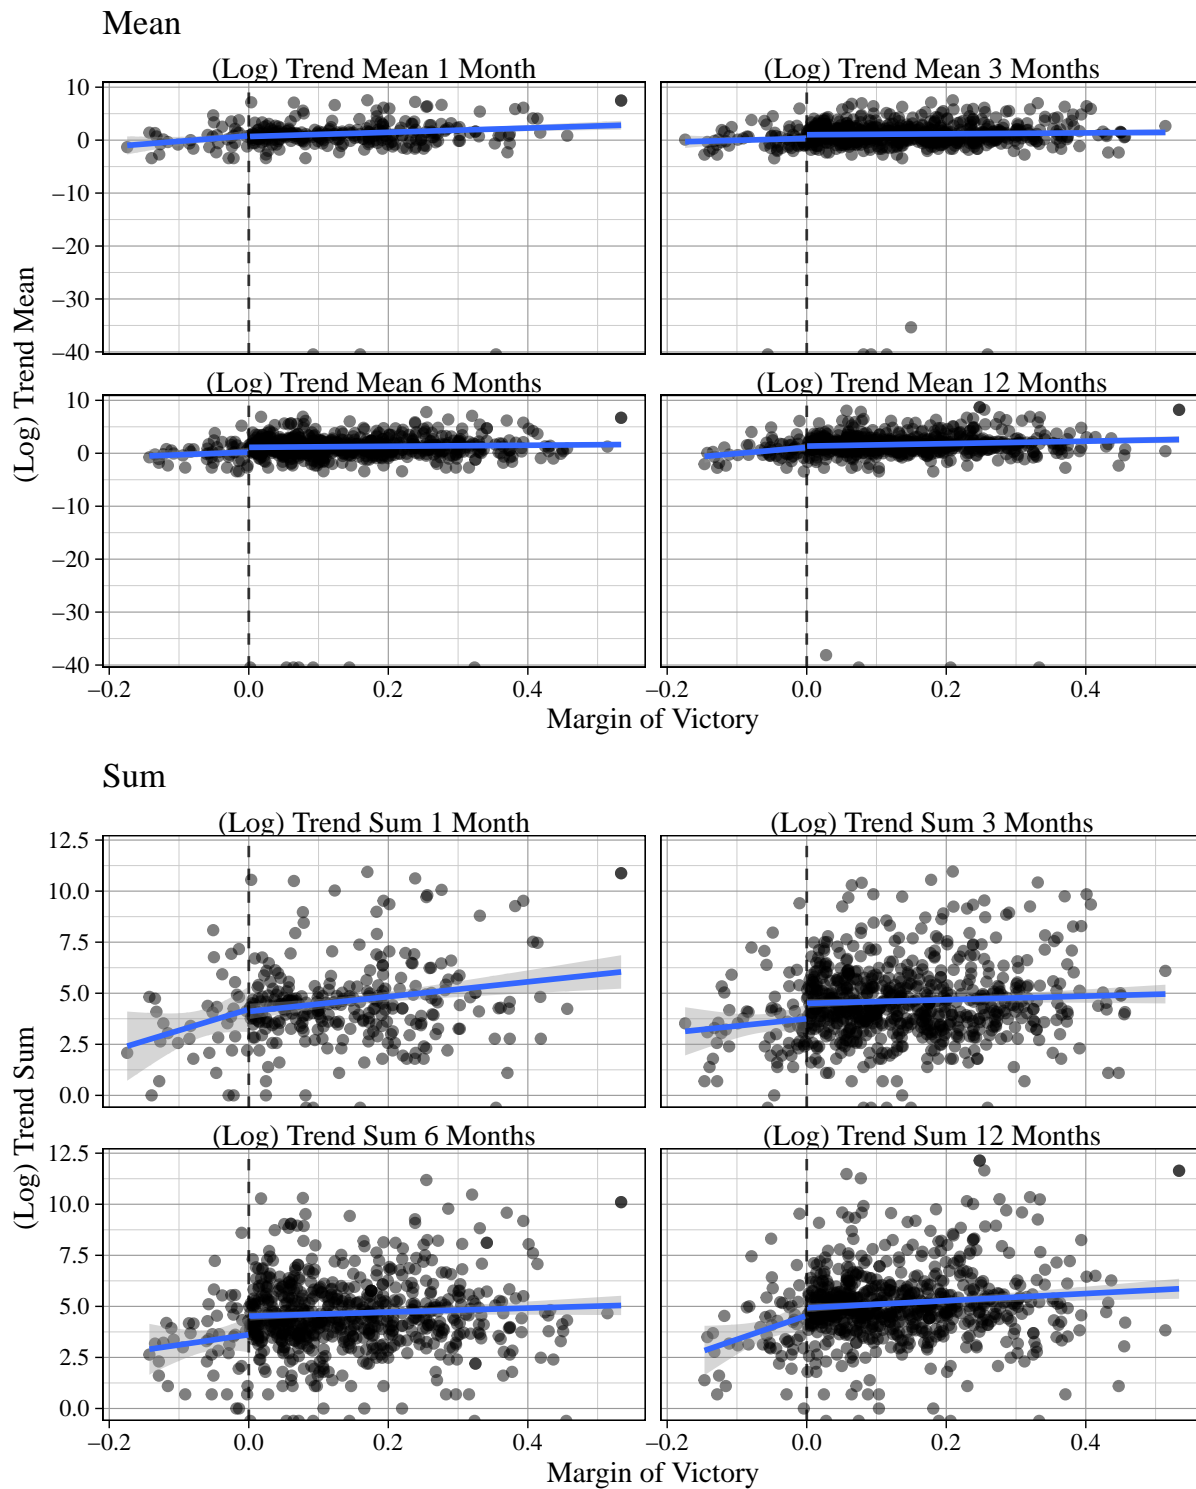 Mean
(Log) Trend Mean 1 Month (Log) Trend Mean 3 Months
10
0
−10
−20
−30
−40
(Log) Trend Mean 6 Months (Log) Trend Mean 12 Months
10
0
−10
−20
−30
−40
(Log) Trend Mean
−0.2 0.0 0.2 0.4 −0.2 0.0 0.2 0.4
Margin of Victory
Sum
(Log) Trend Sum 1 Month (Log) Trend Sum 3 Months
12.5
10.0
7.5
5.0
2.5
0.0
(Log) Trend Sum 6 Months (Log) Trend Sum 12 Months
12.5
10.0
7.5
5.0
2.5
0.0
(Log) Trend Sum
−0.2 0.0 0.2 0.4 −0.2 0.0 0.2 0.4
Margin of Victory